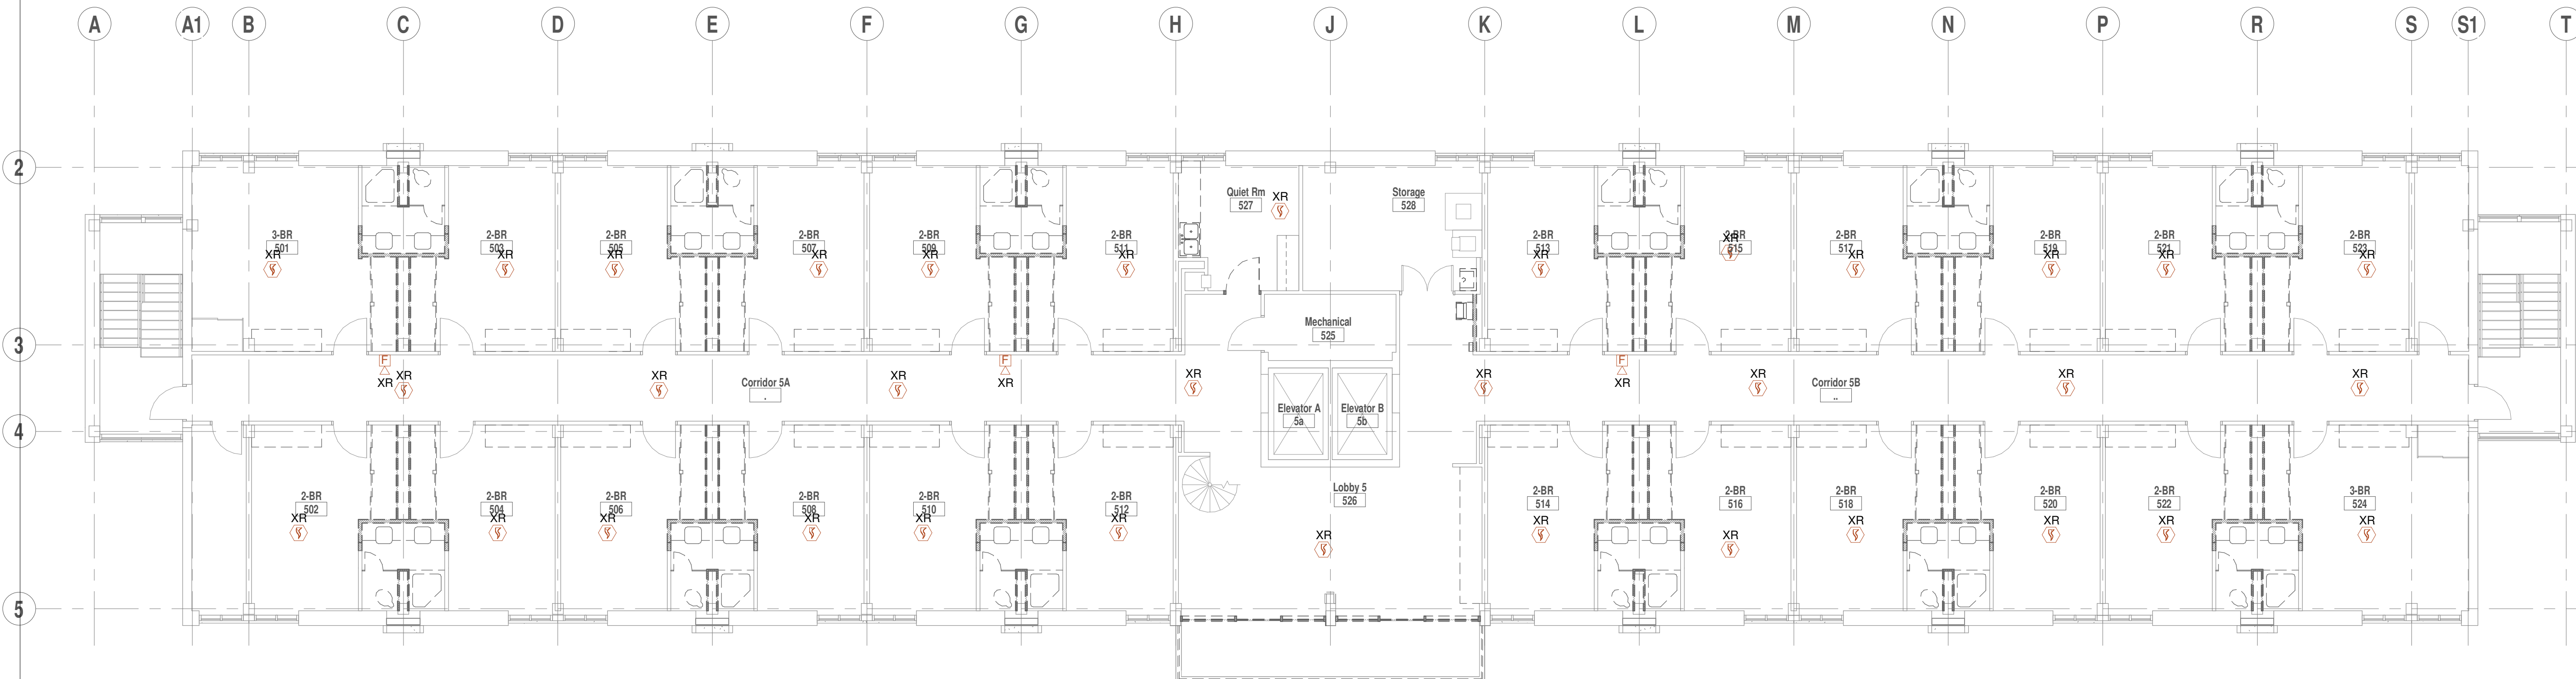 A A1 B C D E F G H J K L M N P R S S1 T
2
Quiet Rm
527
XR
Storage
528
3-BR
501
XR
2-BR
503
XR
2-BR
505
XR
2-BR
507
XR
2-BR
509
XR
2-BR
511
XR
2-BR
513
XR
2-BR
515
XR
2-BR
517
XR
2-BR
519
XR
2-BR
521
XR
2-BR
523
XR
Mechanical
525
3
F
XR
XR
XR
Corridor 5A
XR
F
XR
XR
XR
F
XR
XR
Corridor 5B
XR
XR
Elevator A
5a
Elevator B
5b
4
2-BR
502
XR
2-BR
504
XR
2-BR
506
XR
2-BR
508
XR
2-BR
510
XR
2-BR
512
XR
Lobby 5
526
XR
2-BR
514
XR
2-BR
516
XR
2-BR
518
XR
2-BR
520
XR
2-BR
522
XR
3-BR
524
XR
5